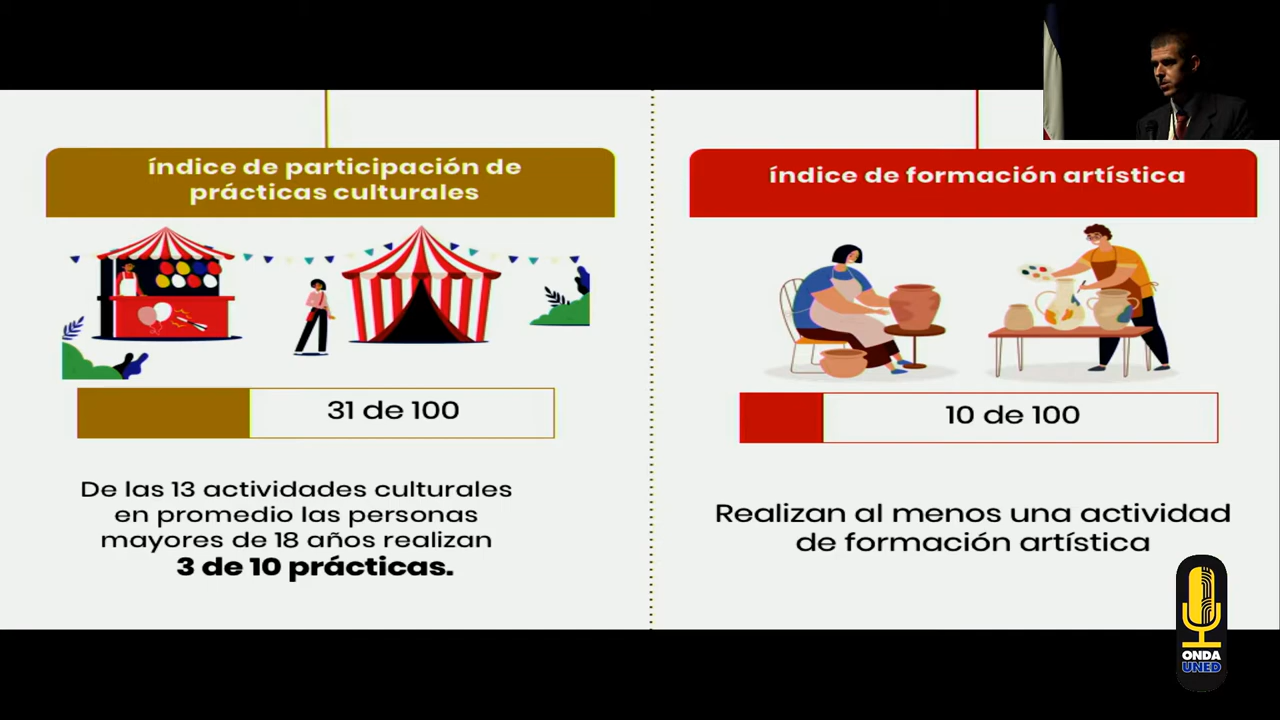 índice de participación de
prácticas culturales
31 de 100
De las 13 actividades culturales
en promedio las personas
mayores de 18 años realizan
3 de 10 prácticas.
índice de formación artística
10 de 100
Realizan al menos una actividad
de formación artística
ONDA
UNED